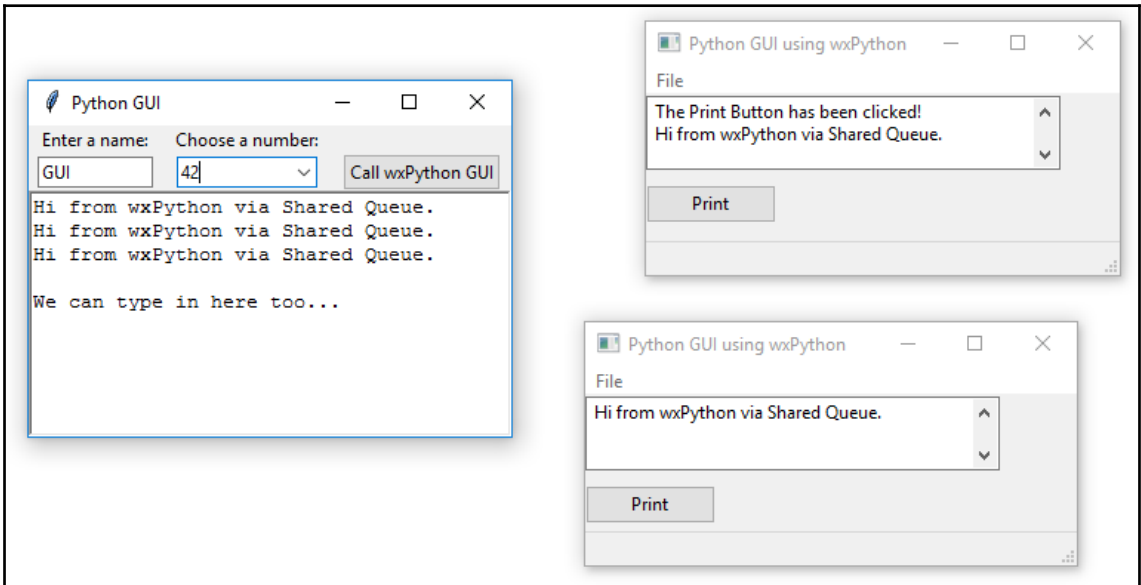 Python GUI
Enter a name: Choose a number:
GUI 42 Call wxPython GUI
Hi from wxPython via Shared Queue.
Hi from wxPython via Shared Queue.
Hi from wxPython via Shared Queue.
We can type in here too...
Python GUI using wxPython
File
The Print Button has been clicked!
Hi from wxPython via Shared Queue.
Print
Python GUI using wxPython
File
Hi from wxPython via Shared Queue.
Print